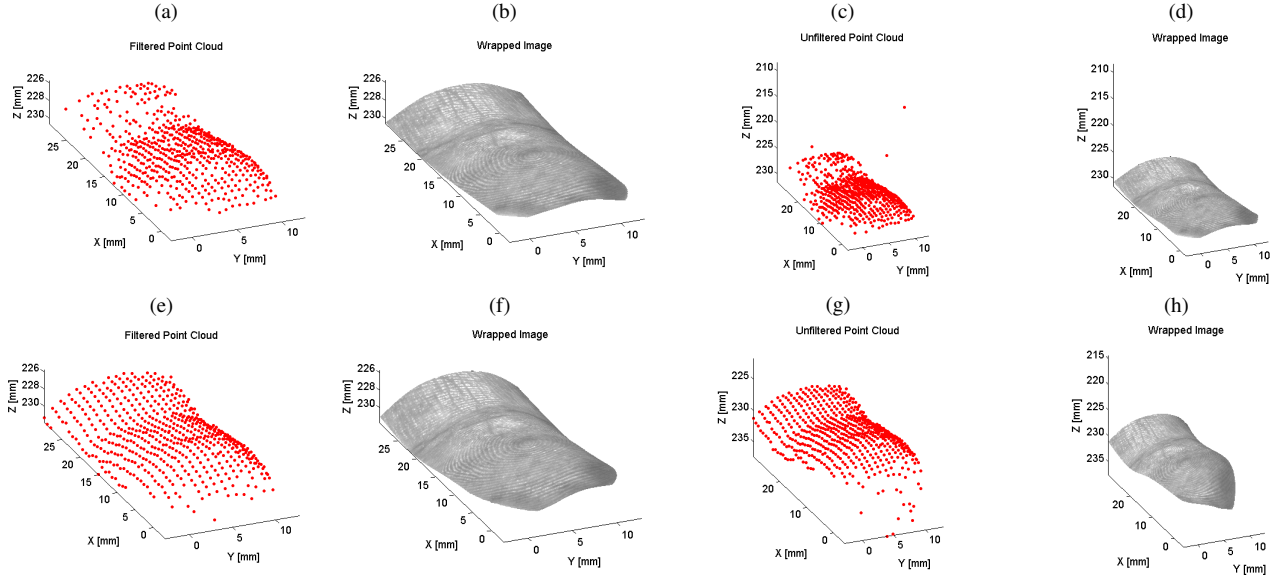 (a)
(b)
(c)
(d)
Filtered Point Cloud
Wrapped Image
Unfiltered Point Cloud
Wrapped Image
226
228
230
Z [mm]
25
20
15
10
5
0
X [mm]
0
5
10
Y [mm]
226
228
230
Z [mm]
25
20
15
10
5
0
X [mm]
0
5
10
Y [mm]
210
215
220
225
230
Z [mm]
20
10
0
X [mm]
0
5
10
Y [mm]
210
215
220
225
230
Z [mm]
20
10
0
X [mm]
0
5
10
Y [mm]
(e)
(f)
(g)
(h)
Filtered Point Cloud
Wrapped Image
Unfiltered Point Cloud
Wrapped Image
226
228
230
Z [mm]
25
20
15
10
5
0
X [mm]
0
5
10
Y [mm]
226
228
230
Z [mm]
25
20
15
10
5
0
X [mm]
0
5
10
Y [mm]
225
230
235
Z [mm]
20
10
0
X [mm]
0
5
10
Y [mm]
215
220
225
230
235
Z [mm]
20
10
0
X [mm]
0
5
10
Y [mm]